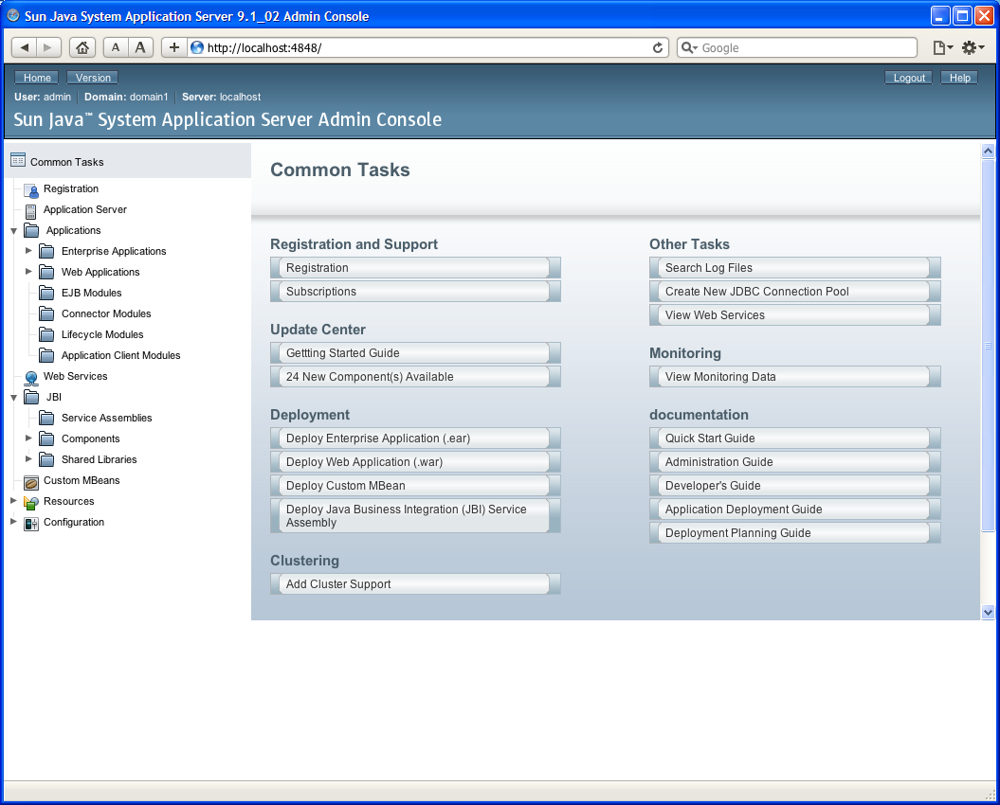 Sun Java System Application Server 9.1_02 Admin Console
A A + http://localhost:4848/ Google
Home Version Logout Help
User: admin Domain: domain1 Server: localhost
Sun Java™ System Application Server Admin Console
Common Tasks
Registration
Application Server
Applications
Enterprise Applications
Web Applications
EJB Modules
Connector Modules
Lifecycle Modules
Application Client Modules
Web Services
JBI
Service Assemblies
Components
Shared Libraries
Custom MBeans
Resources
Configuration
Common Tasks
Registration and Support
Registration
Subscriptions
Update Center
Gettting Started Guide
24 New Component(s) Available
Deployment
Deploy Enterprise Application (.ear)
Deploy Web Application (.war)
Deploy Custom MBean
Deploy Java Business Integration (JBI) Service
Assembly
Clustering
Add Cluster Support
Other Tasks
Search Log Files
Create New JDBC Connection Pool
View Web Services
Monitoring
View Monitoring Data
documentation
Quick Start Guide
Administration Guide
Developer's Guide
Application Deployment Guide
Deployment Planning Guide